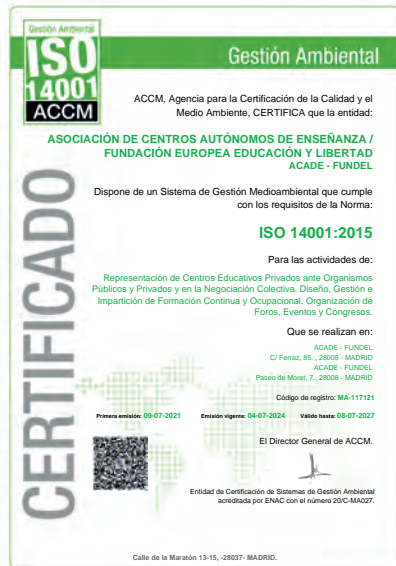 Gestión Ambiental
ISO
14001
ACCM
Gestión Ambiental
CERTIFICADO
ACCM, Agencia para la Certificación de la Calidad y el
Medio Ambiente, CERTIFICA que la entidad:
ASOCIACIÓN DE CENTROS AUTÓNOMOS DE ENSEÑANZA /
FUNDACIÓN EUROPEA EDUCACIÓN Y LIBERTAD
ACADE - FUNDEL
Dispone de un Sistema de Gestión Medioambiental que cumple
con los requisitos de la Norma:
ISO 14001:2015
Para las actividades de:
Representación de Centros Educativos Privados ante Organismos
Públicos y Privados y en la Negociación Colectiva. Diseño, Gestión e
Impartición de Formación Continua y Ocupacional. Organización de
Foros, Eventos y Congresos.
Que se realizan en:
ACADE - FUNDEL
C/ Ferraz, 85. , 28008 - MADRID
ACADE - FUNDEL
Paseo de Moret, 7., 28008 - MADRID
Código de registro: MA-117121
Primera emisión: 09-07-2021 Emisión vigente: 04-07-2024 Válido hasta: 08-07-2027
El Director General de ACCM.
Entidad de Certificación de Sistemas de Gestión Ambiental
acreditada por ENAC con el número 20/C-MA027.
Calle de la Maratón 13-15, -28037- MADRID.